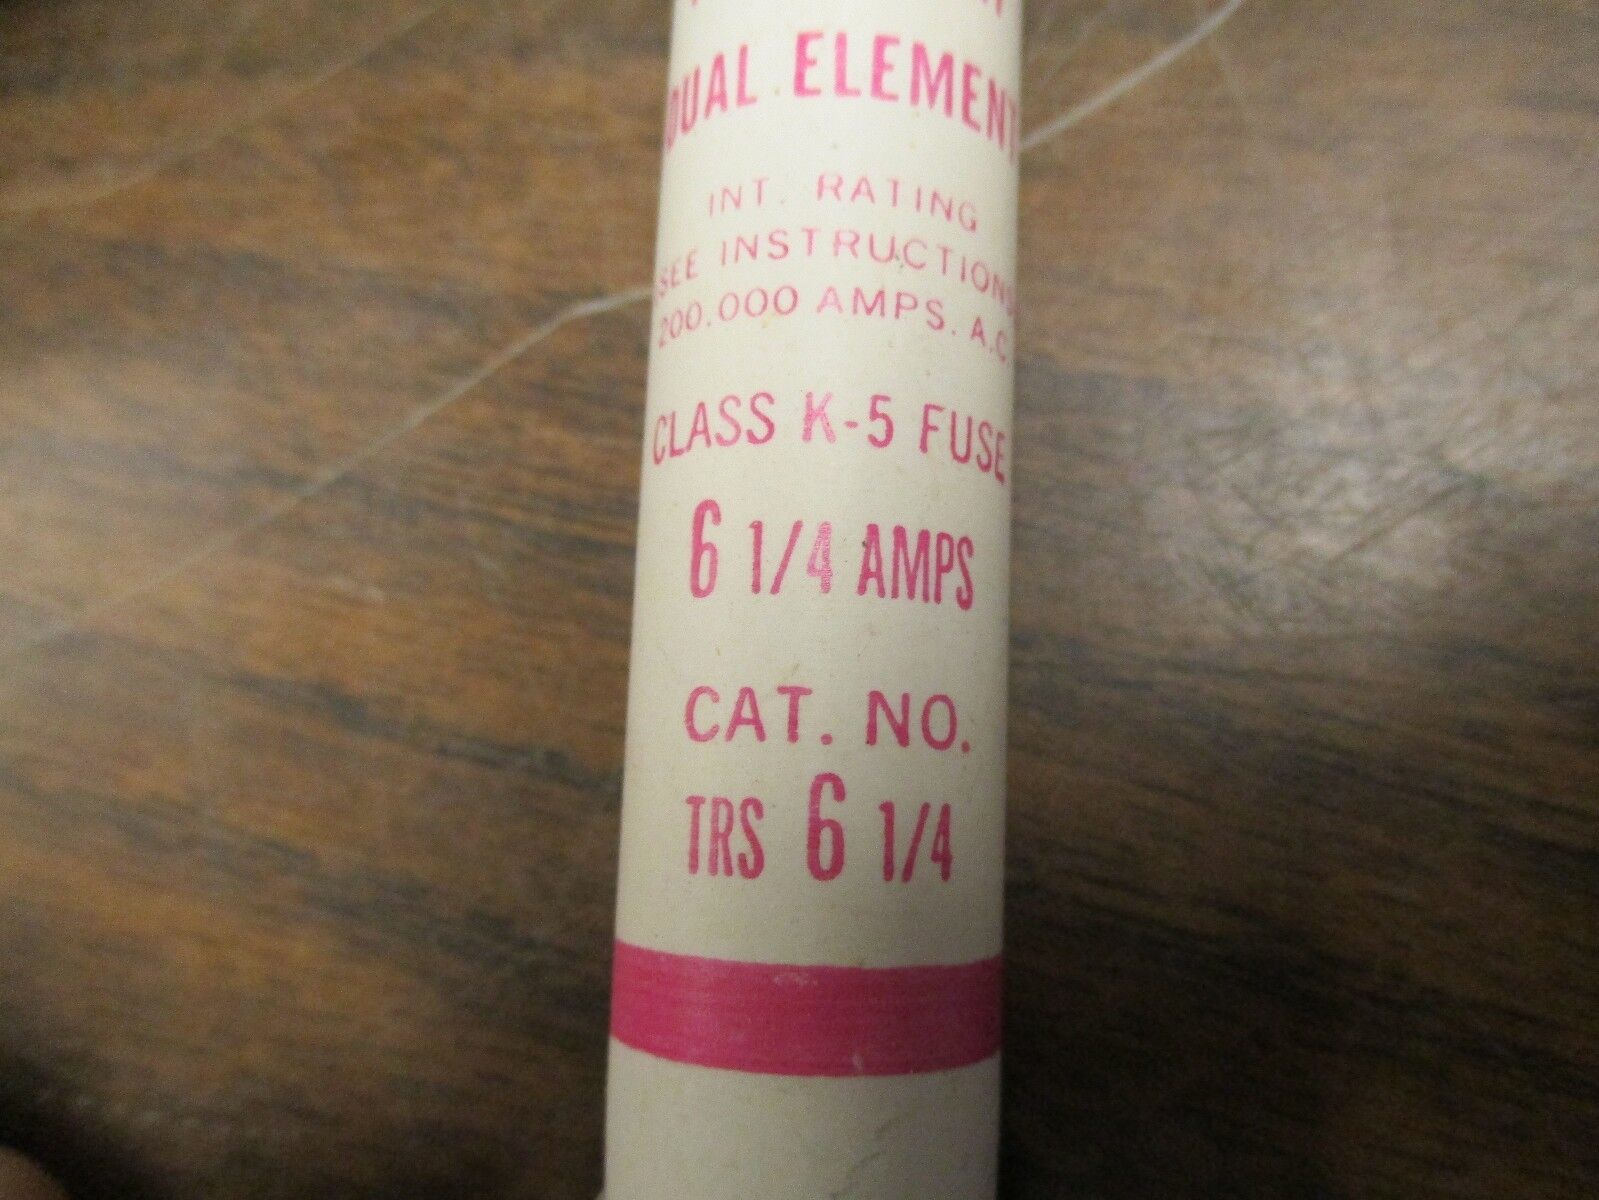 DUAL ELEMENT
INT. RATING
SEE INSTRUCTIONS
200.000 AMPS. A.C
CLASS K-5 FUSE
6 1/4 AMPS
CAT. NO.
TRS 6 1/4